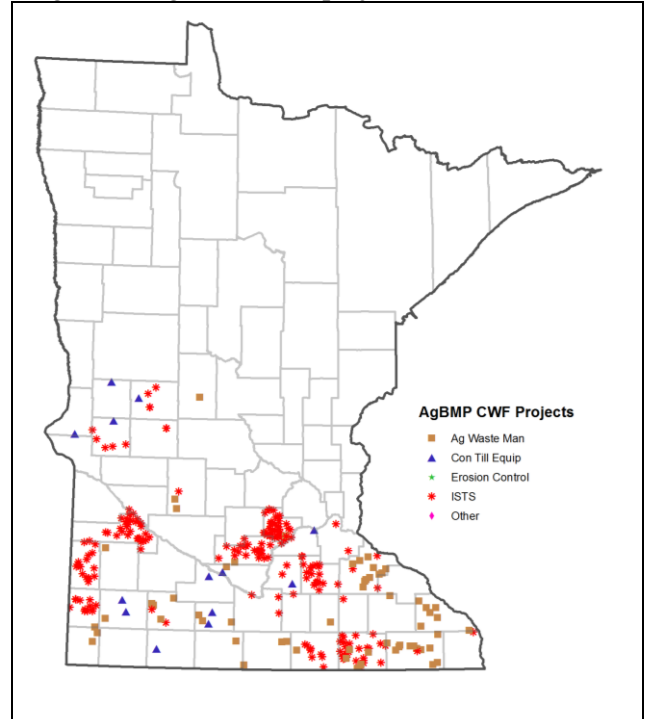 AgBMP CWF Projects
Ag Waste Man
Con Till Equip
Erosion Control
ISTS
Other